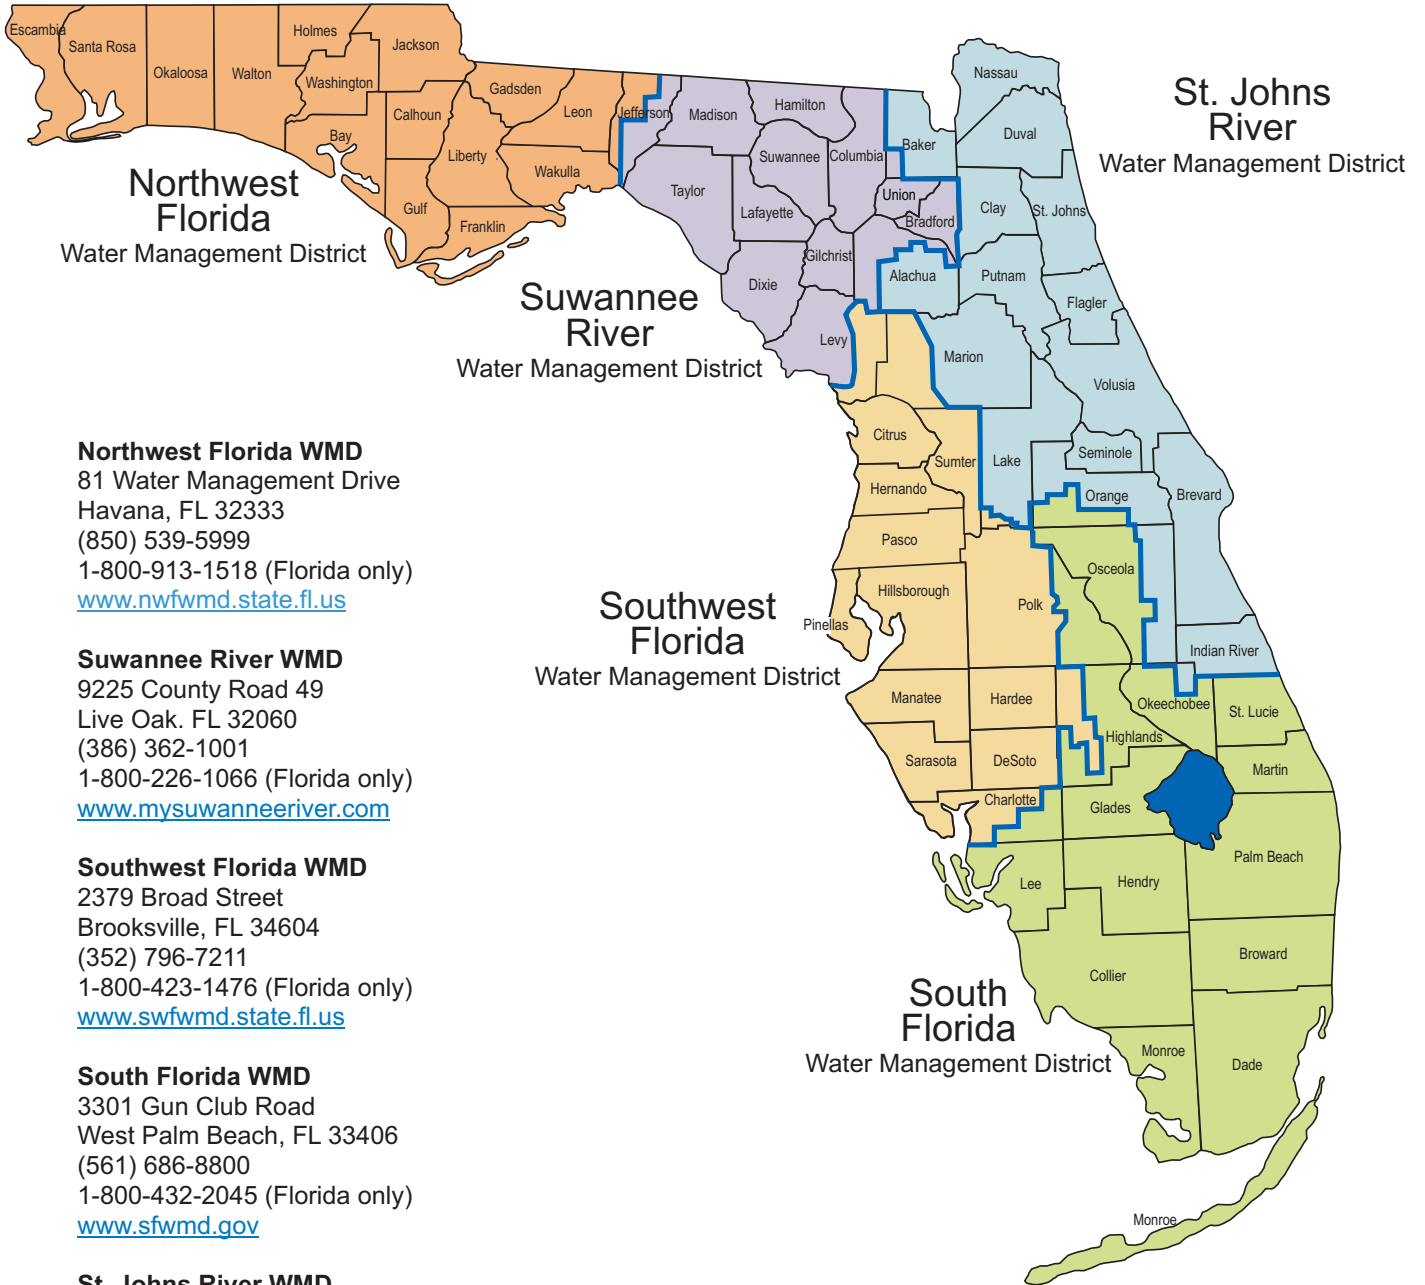 Escambia
Santa Rosa
Okaloosa
Walton
Holmes
Washington
Jackson
Bay
Calhoun
Gulf
Liberty
Gadsden
Franklin
Leon
Wakulla
Jefferson
Northwest
Florida
Water Management District
Madison
Hamilton
Taylor
Suwannee
Lafayette
Columbia
Dixie
Gilchrist
Levy
Union
Bradford
Suwannee
River
Water Management District
Nassau
Duval
Baker
Clay
St. Johns
Alachua
Putnam
Flagler
Marion
Volusia
Lake
Seminole
Orange
Brevard
Indian River
St. Johns
River
Water Management District
Citrus
Sumter
Hernando
Pasco
Hillsborough
Pinellas
Polk
Manatee
Hardee
Sarasota
DeSoto
Charlotte
Southwest
Florida
Water Management District
Osceola
Okeechobee
St. Lucie
Highlands
Martin
Glades
Palm Beach
Lee
Hendry
Broward
Collier
Monroe
Dade
Monroe
South
Florida
Water Management District
Northwest Florida WMD
81 Water Management Drive
Havana, FL 32333
(850) 539-5999
1-800-913-1518 (Florida only)
www.nwfwmd.state.fl.us
Suwannee River WMD
9225 County Road 49
Live Oak. FL 32060
(386) 362-1001
1-800-226-1066 (Florida only)
www.mysuwanneeriver.com
Southwest Florida WMD
2379 Broad Street
Brooksville, FL 34604
(352) 796-7211
1-800-423-1476 (Florida only)
www.swfwmd.state.fl.us
South Florida WMD
3301 Gun Club Road
West Palm Beach, FL 33406
(561) 686-8800
1-800-432-2045 (Florida only)
www.sfwmd.gov
St. Johns River WMD